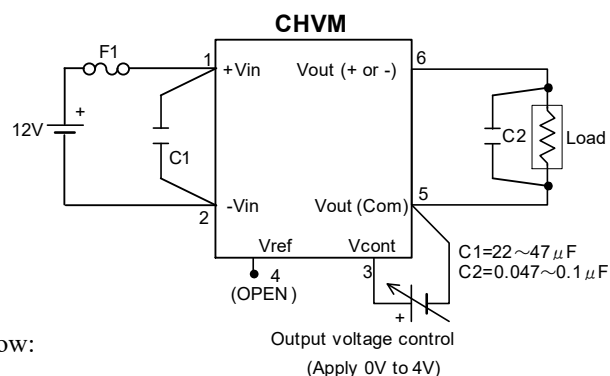 CHVM
F1
1
+Vin
Vout (+ or -)
6
12V
+
C1
C2
Load
2
-Vin
Vout (Com)
5
Vref
Vcont
4
3
(OPEN)
C1=22～47μF
C2=0.047～0.1μF
+
Output voltage control
(Apply 0V to 4V)
ow: